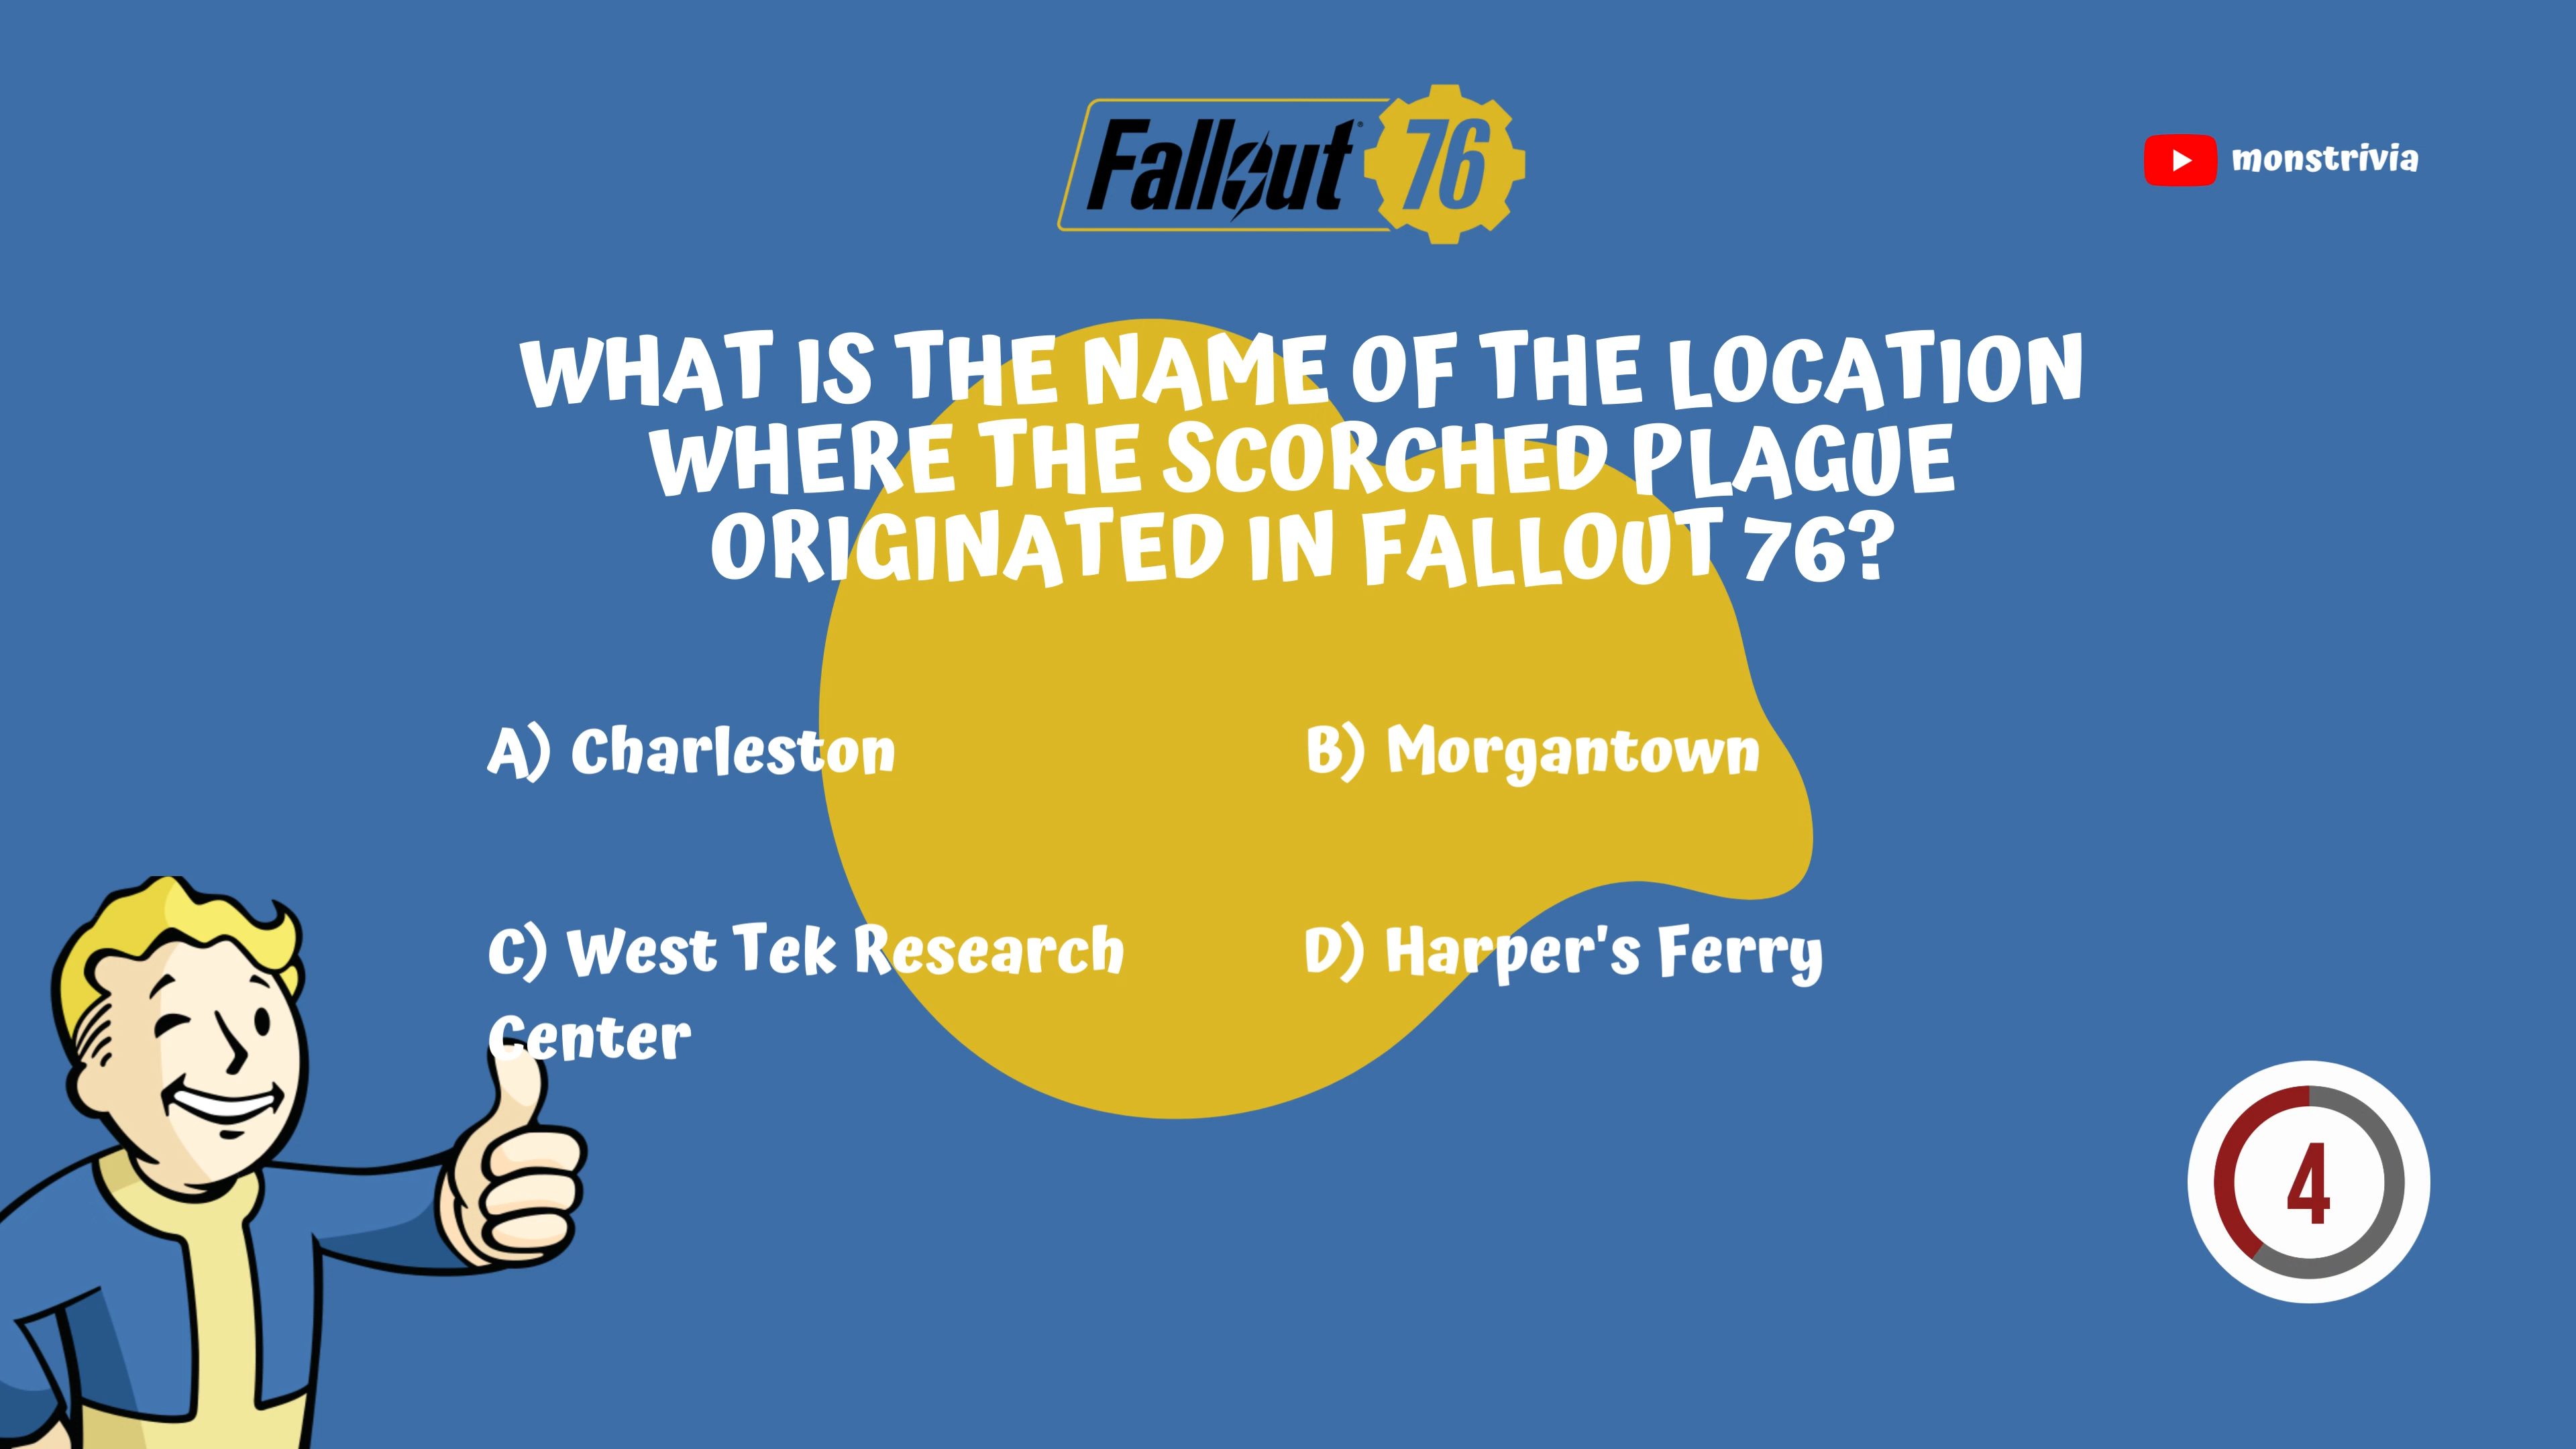 Fallout 76
monstrivia
WHAT IS THE NAME OF THE LOCATION
WHERE THE SCORCHED PLAGUE
ORIGINATED IN FALLOUT 76?
A) Charleston
B) Morgantown
C) West Tek Research
Center
D) Harper's Ferry
4